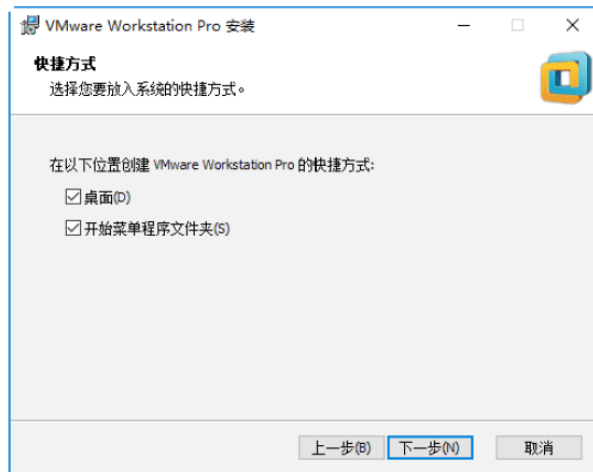 VMware Workstation Pro 安装
快捷方式
选择您要放入系统的快捷方式。
在以下位置创建 VMware Workstation Pro 的快捷方式:
桌面(D)
开始菜单程序文件夹(S)
上一步(B) 下一步(N) 取消